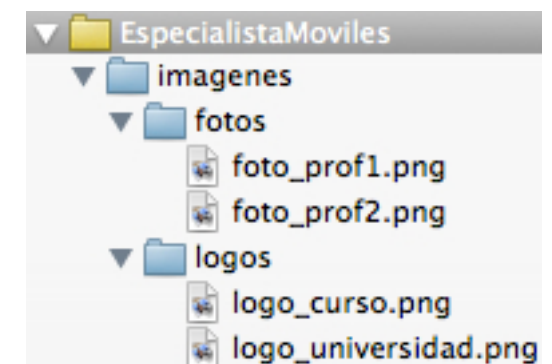 EspecialistaMoviles
imagenes
fotos
foto_prof1.png
foto_prof2.png
logos
logo_curso.png
logo_universidad.png